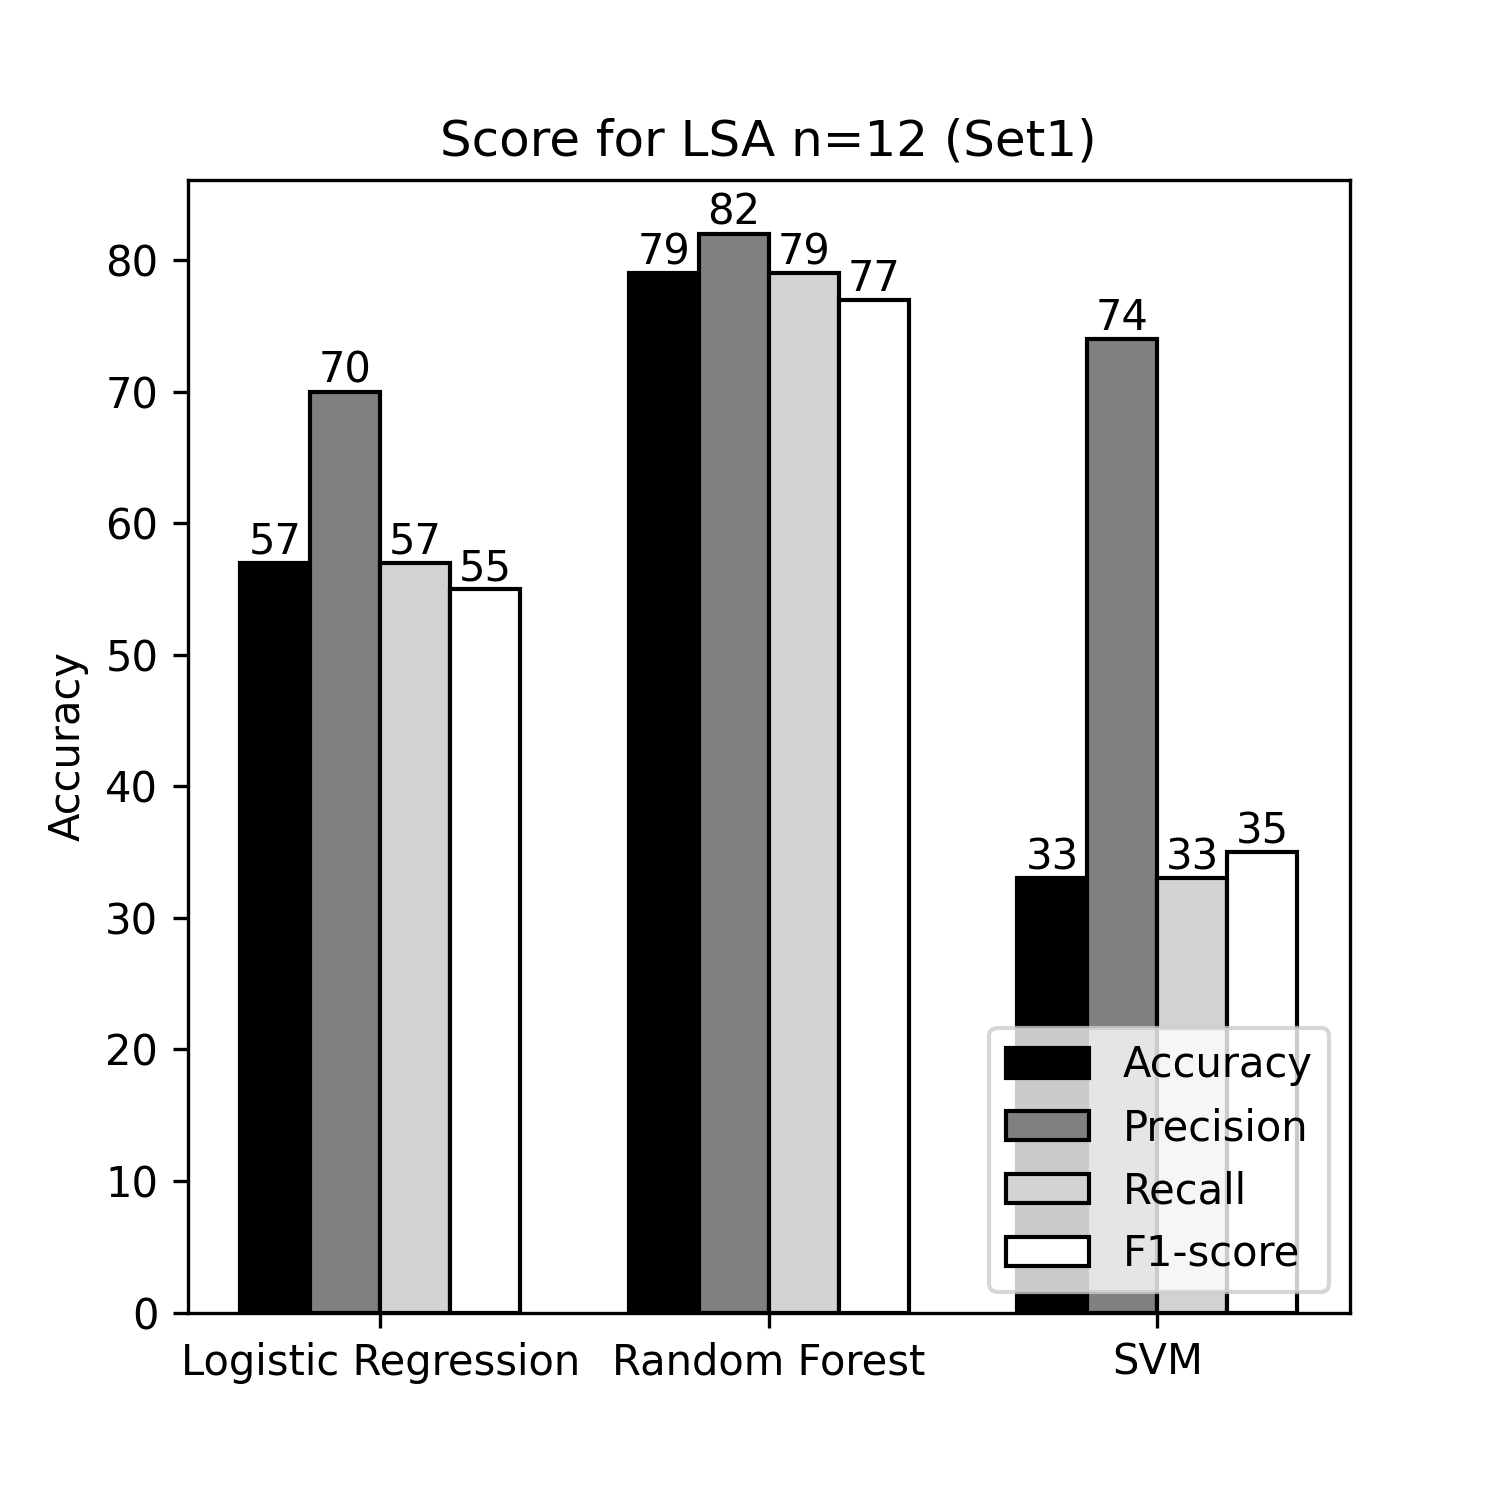 Score for LSA n=12 (Set1)
Accuracy
80
70
60
50
40
30
20
10
0
57
70
57
55
79
82
79
77
33
74
33
35
Accuracy
Precision
Recall
F1-score
Logistic Regression
Random Forest
SVM